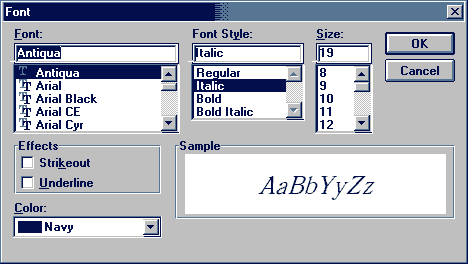 Font
Font: Font Style: Size:
Antiqua Italic 19 OK
Antiqua Regular 8 Cancel
Arial Italic 9
Arial Black Bold 10
Arial CE Bold Italic 11
Arial Cyr 12
Effects Sample
Strikeout
Underline AaBbYyZz
Color:
Navy